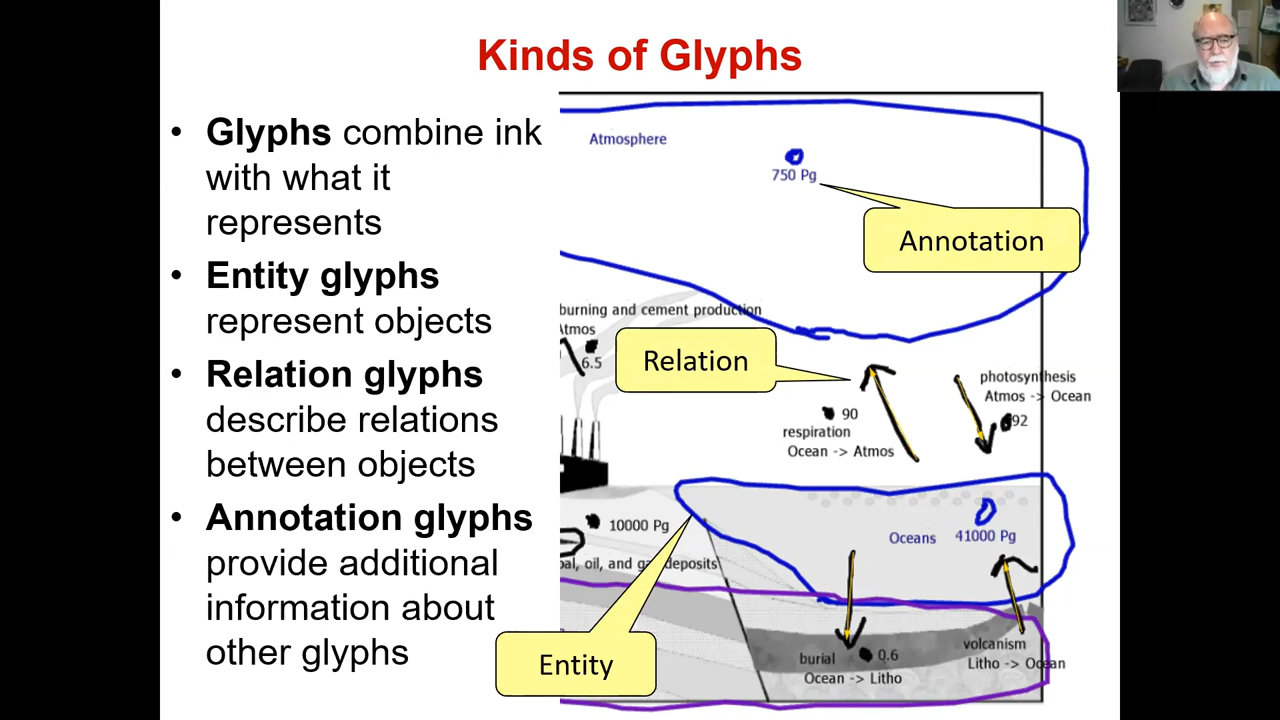 Kinds of Glyphs
• Glyphs combine ink
with what it
represents
• Entity glyphs
represent objects
• Relation glyphs
describe relations
between objects
• Annotation glyphs
provide additional
information about
other glyphs
Atmosphere
750 Pg
Annotation
burning and cement production
Atmos
6.5
Relation
photosynthesis
Atmos -> Ocean
92
90
respiration
Ocean -> Atmos
10000 Pg
oil, and deposits
Oceans 41000 Pg
Entity
burial 0.6
Ocean -> Litho
volcanism
Litho -> Ocean